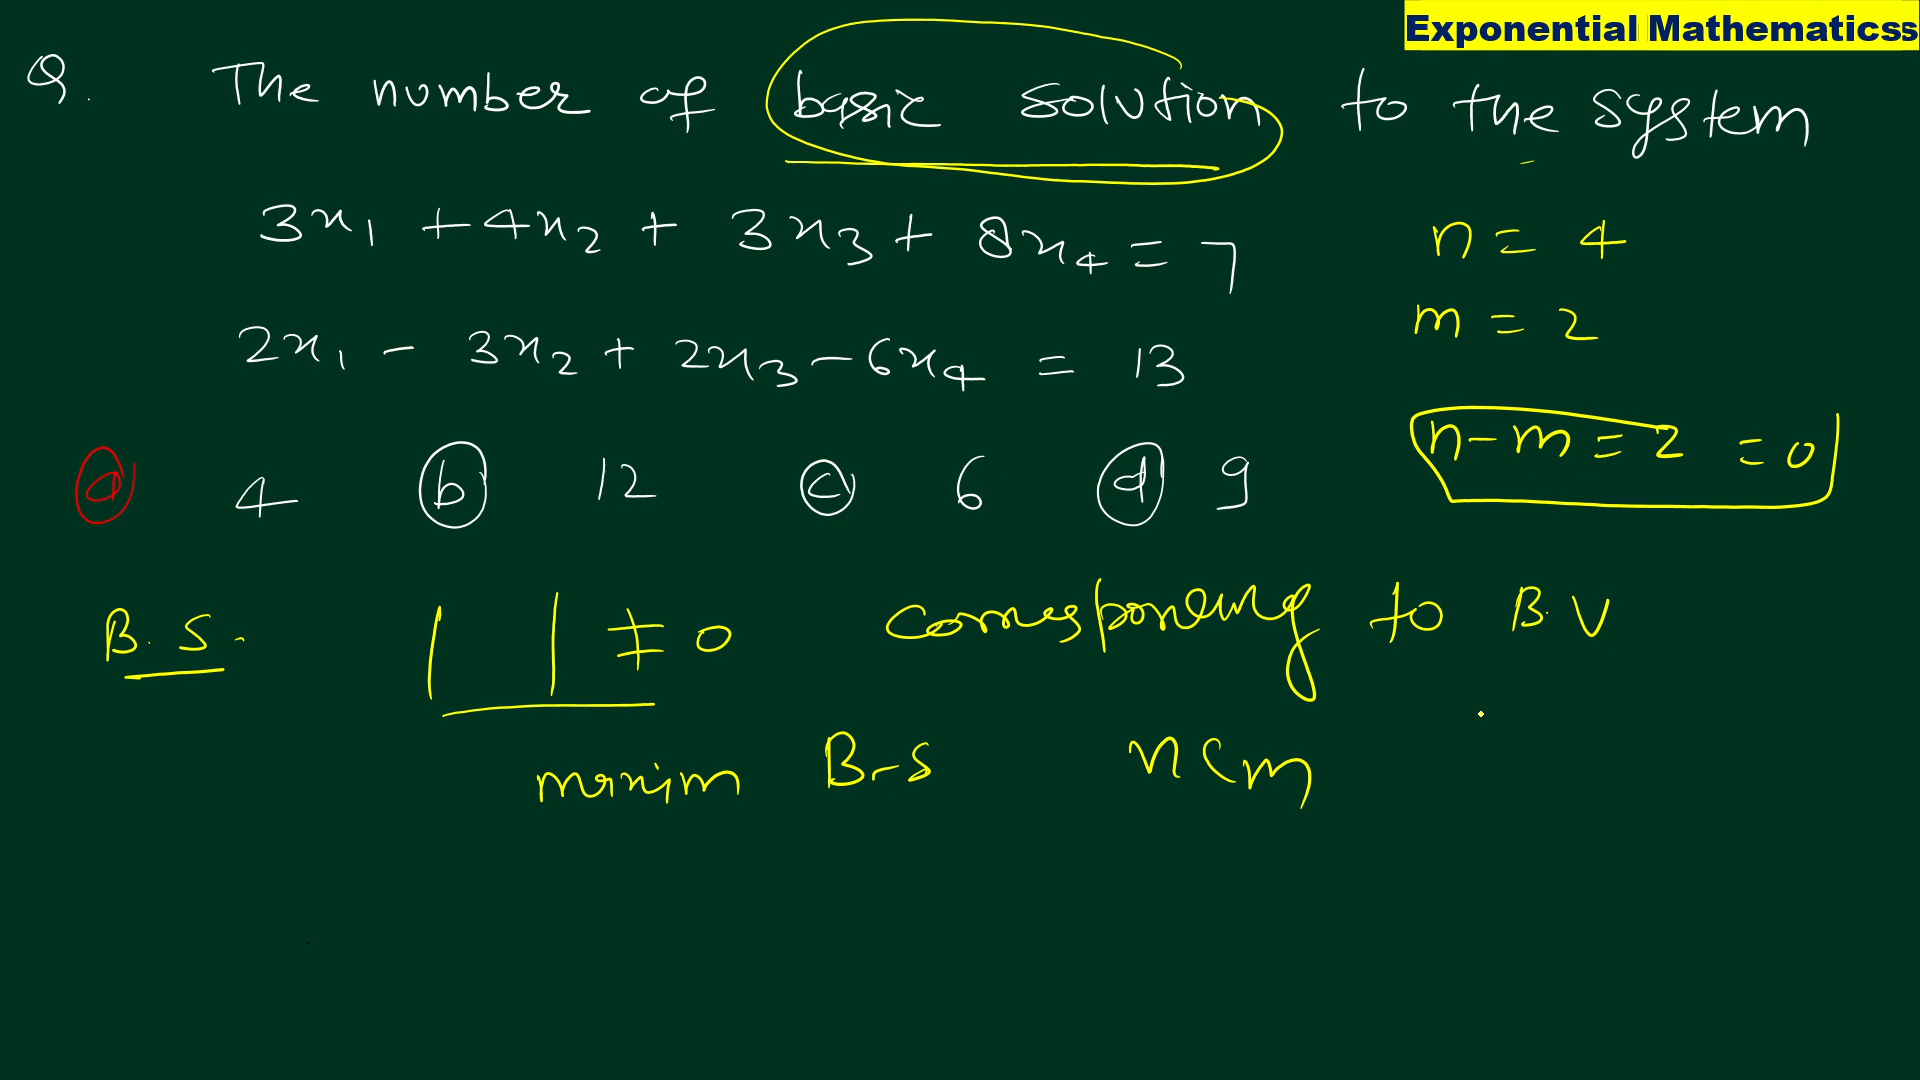 Exponential Mathematicss
Q. The number of basic solution to the system
3x1 + 4x2 + 3x3 + 8x4 = 7
n = 4
2x1 - 3x2 + 2x3 - 6x4 = 13
m = 2
n-m = 2 = 0
a 4 b 12 c 6 d 9
B.S. | | ≠ 0 corresponding to B.V
B.S nCm